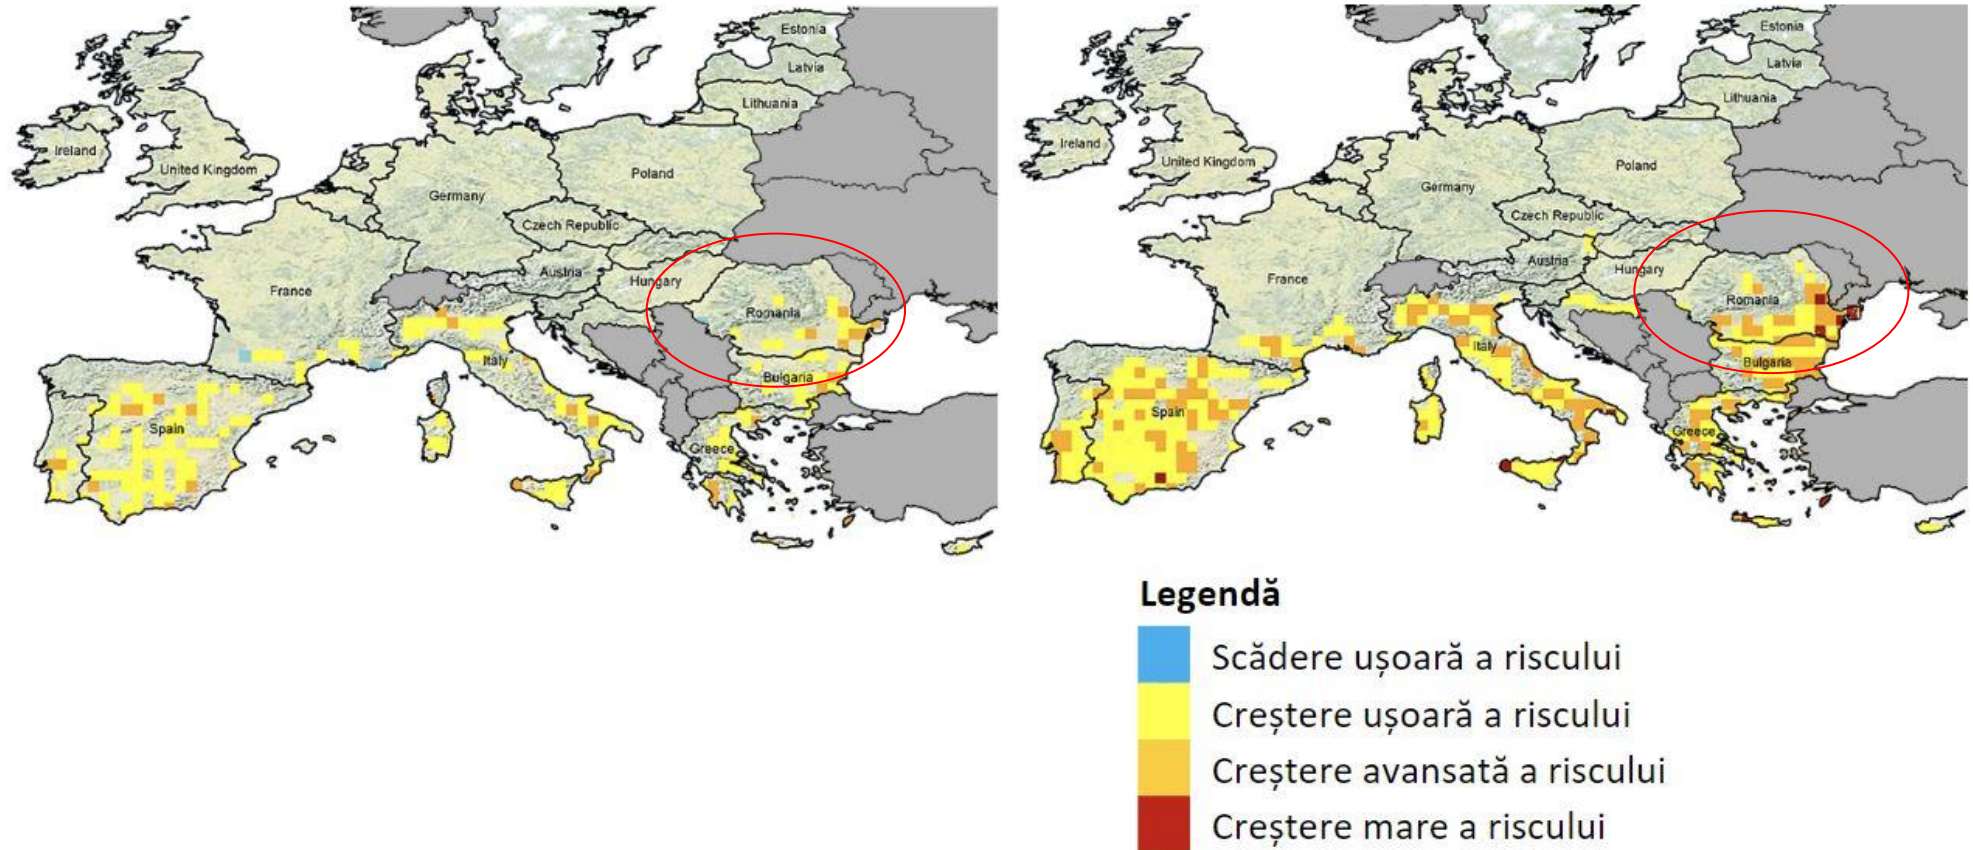 Estonia
Latvia
Lithuania
Ireland
United Kingdom
Poland
Germany
Czech Republic
Austria
Hungary
France
Romania
Italy
Bulgaria
Spain
Greece
Estonia
Latvia
Lithuania
Ireland
United Kingdom
Poland
Germany
Czech Republic
Austria
Hungary
France
Romania
Italy
Bulgaria
Spain
Greece
Legendă
Scădere ușoară a riscului
Creștere ușoară a riscului
Creștere avansată a riscului
Creștere mare a riscului